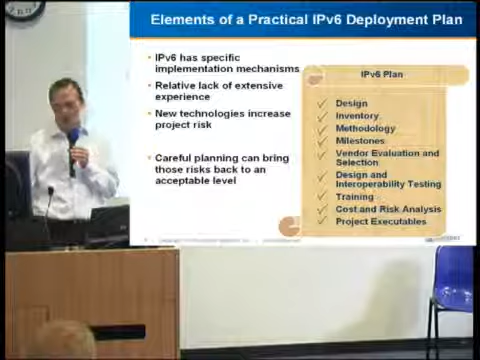 Elements of a Practical IPv6 Deployment Plan
• IPv6 has specific
implementation mechanisms
• Relative lack of extensive
experience
• New technologies increase
project risk
• Careful planning can bring
those risks back to an
acceptable level
IPv6 Plan
✓ Design
✓ Inventory
✓ Methodology
✓ Milestones
✓ Vendor Evaluation and
Selection
✓ Design and
Interoperability Testing
✓ Training
✓ Cost and Risk Analysis
✓ Project Executables